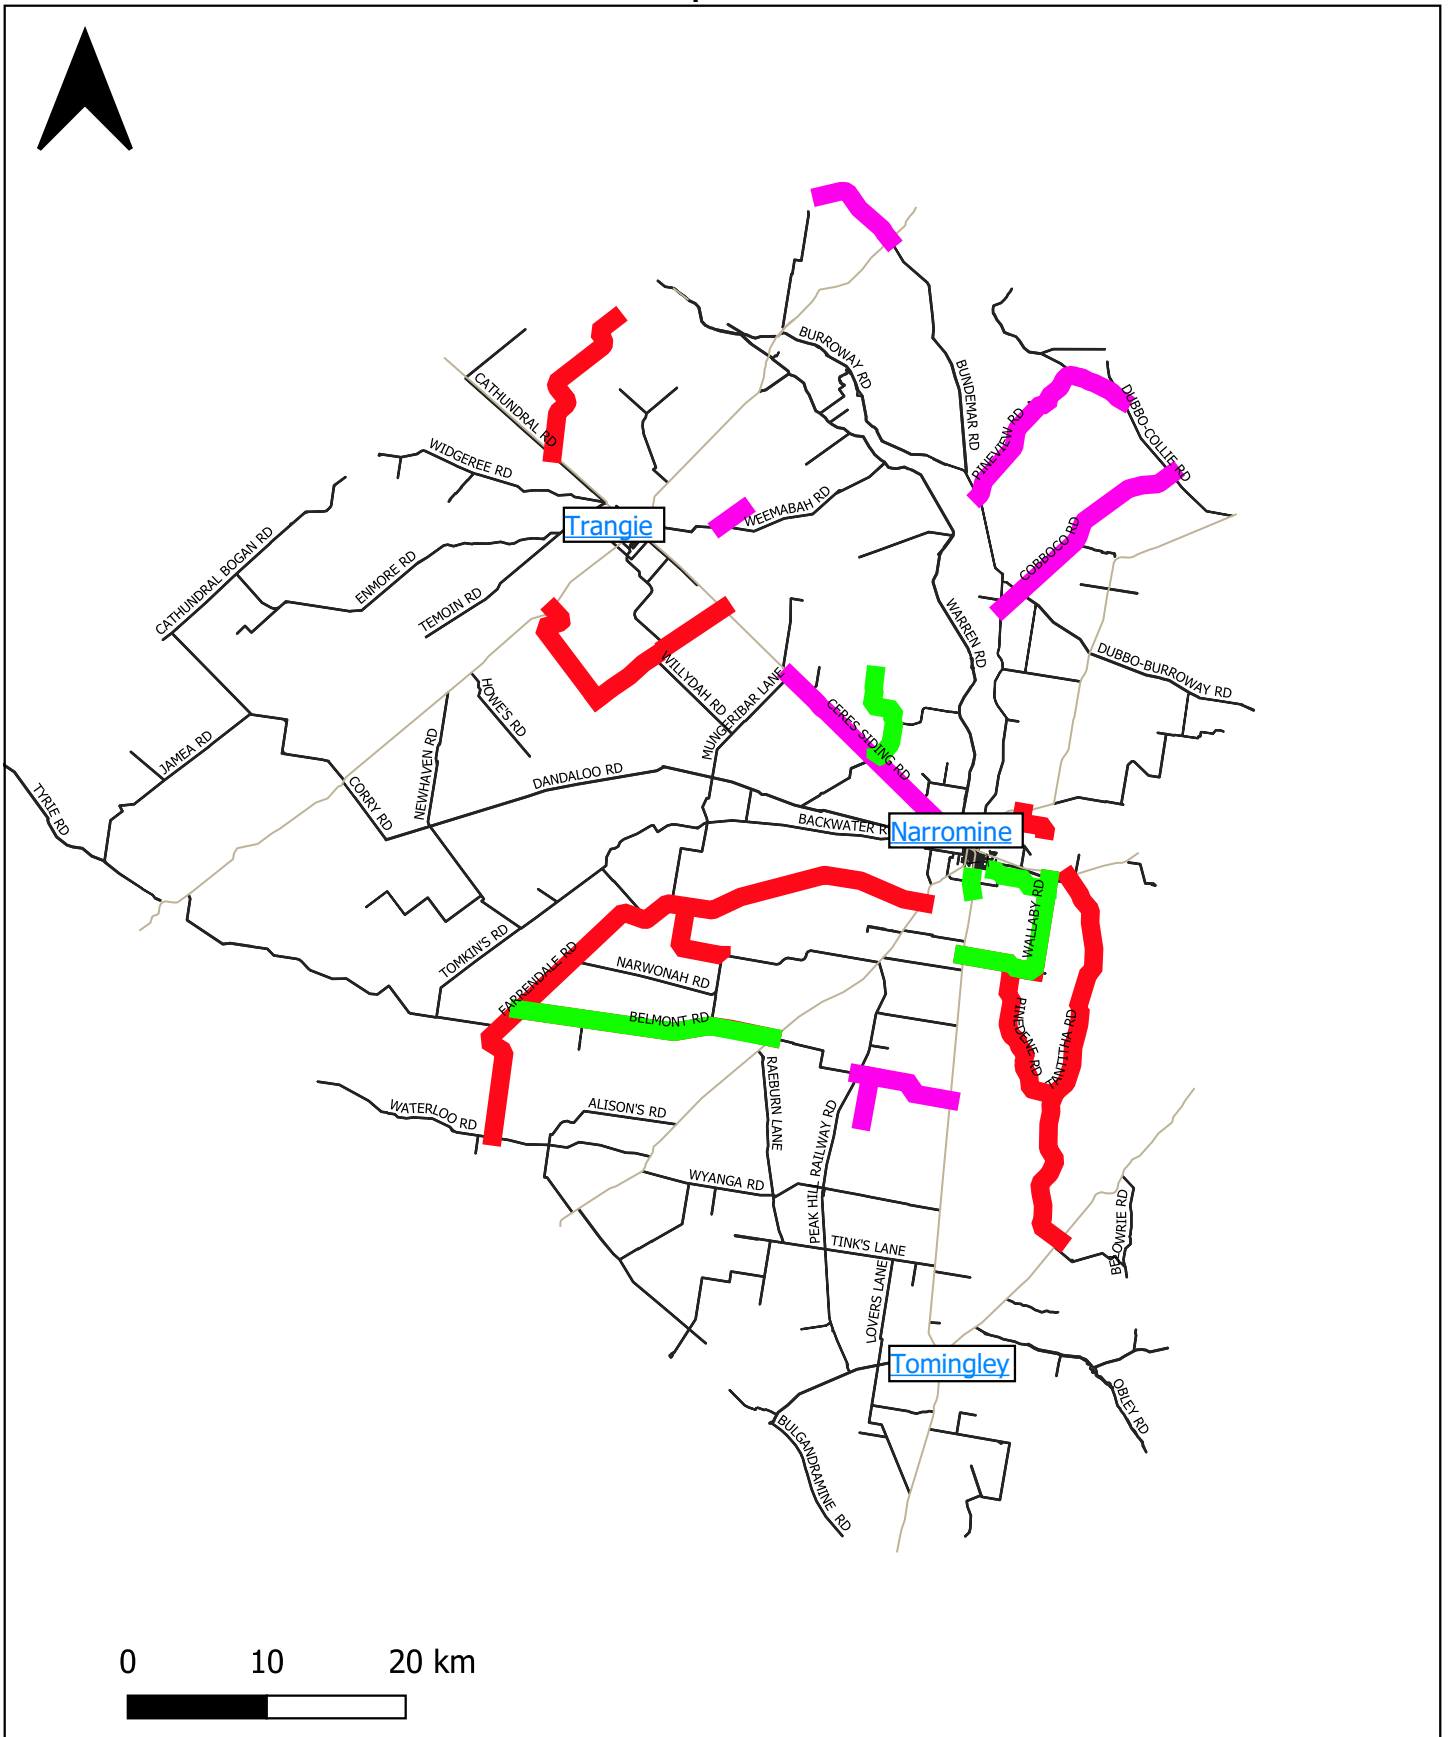 BURROWAY RD
BUNDEMAR RD
CATHUNDRAL RD
DUBBO-COLLIE RD
PINEVIEW RD
WIDGEREE RD
WEEMABAH RD
Trangie
COBBOCO RD
CATHUNDRAL BOGAN RD
ENMORE RD
TEMOIN RD
WARREN RD
DUBBO-BURROWAY RD
WILLYDAH RD
MUNGERIBAR LANE
HOWE'S RD
CERES SIDING RD
JAMEA RD
NEWHAVEN RD
DANDALOO RD
CORRY RD
TYRIE RD
BACKWATER R
Narromine
WALLABY RD
TOMKIN'S RD
FARRENDALE RD
NARWONAH RD
BELMONT RD
PINEDENE RD
TANTITHA RD
RAEBURN LANE
WATERLOO RD
ALISON'S RD
PEAK HILL RAILWAY RD
WYANGA RD
BELOWRIE RD
TINK'S LANE
LOVERS LANE
Tomingley
OBLEY RD
BULGANDRAMINE RD
0 10 20 km